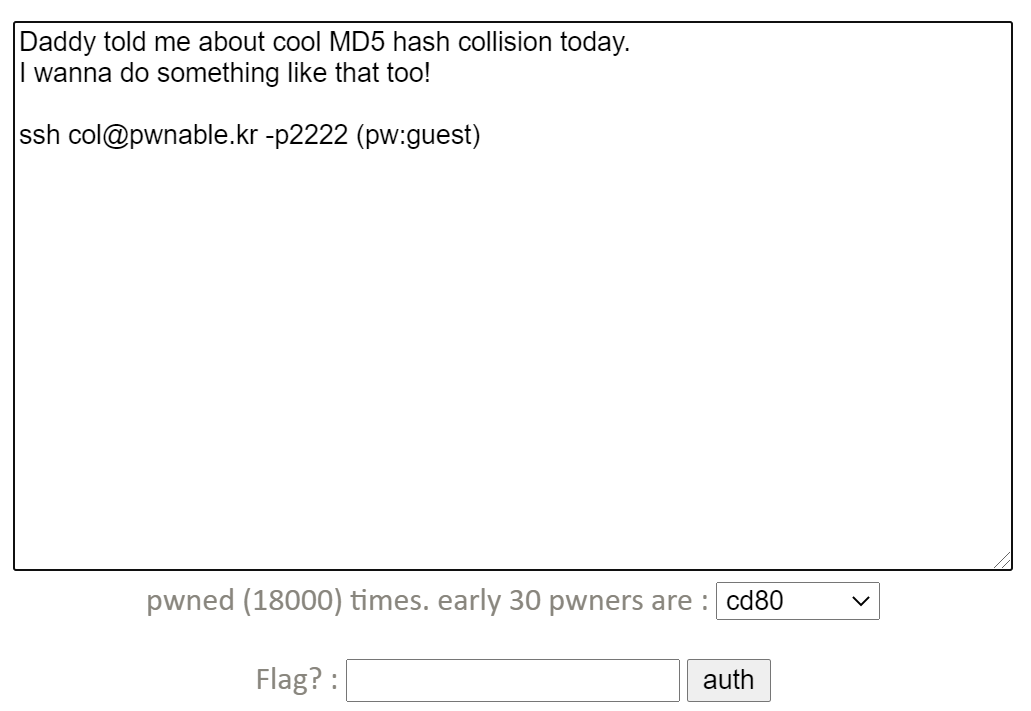 Daddy told me about cool MD5 hash collision today.
I wanna do something like that too!
ssh col@pwnable.kr -p2222 (pw:guest)
pwned (18000) times. early 30 pwners are : cd80
Flag? : auth